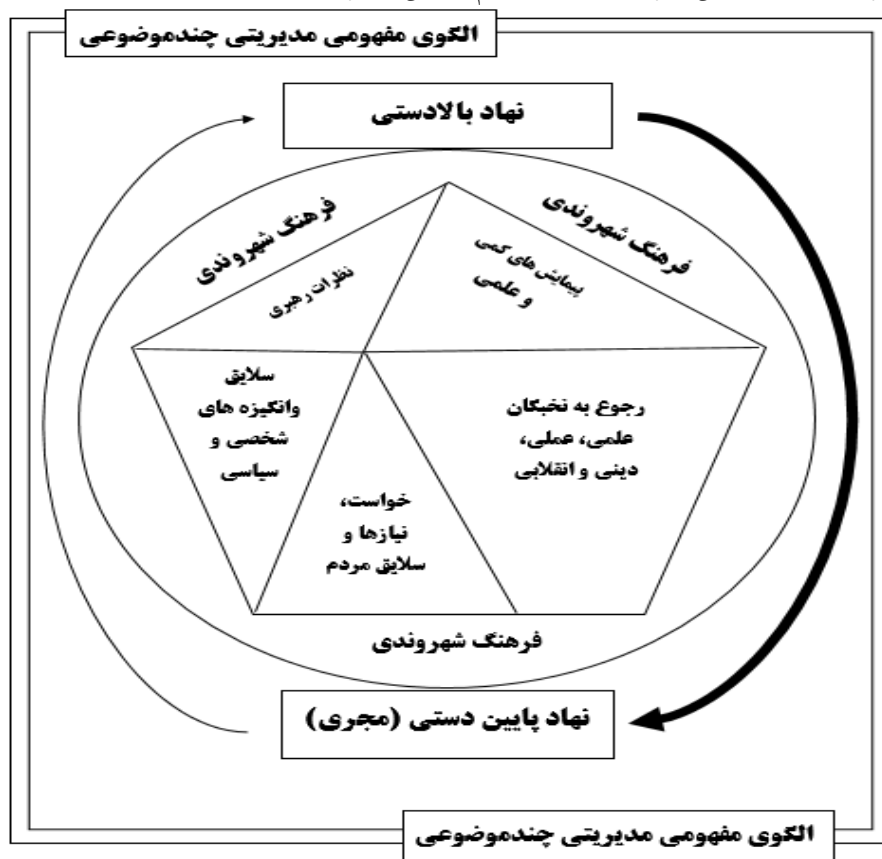 الگوی مفهومی مدیریتی چندموضوعی
نهاد بالادستی
فرهنگ شهروندی
فرهنگ شهروندی
پیمایش های کمی
و علمی
نظرات رهبری
رجوع به نخبگان
علمی، عملی،
دینی و انقلابی
سلایق
وانگیزه های
شخصی و
سیاسی
خواست،
نیازها و
سلایق مردم
فرهنگ شهروندی
نهاد پایین دستی (مجری)
الگوی مفهومی مدیریتی چندموضوعی